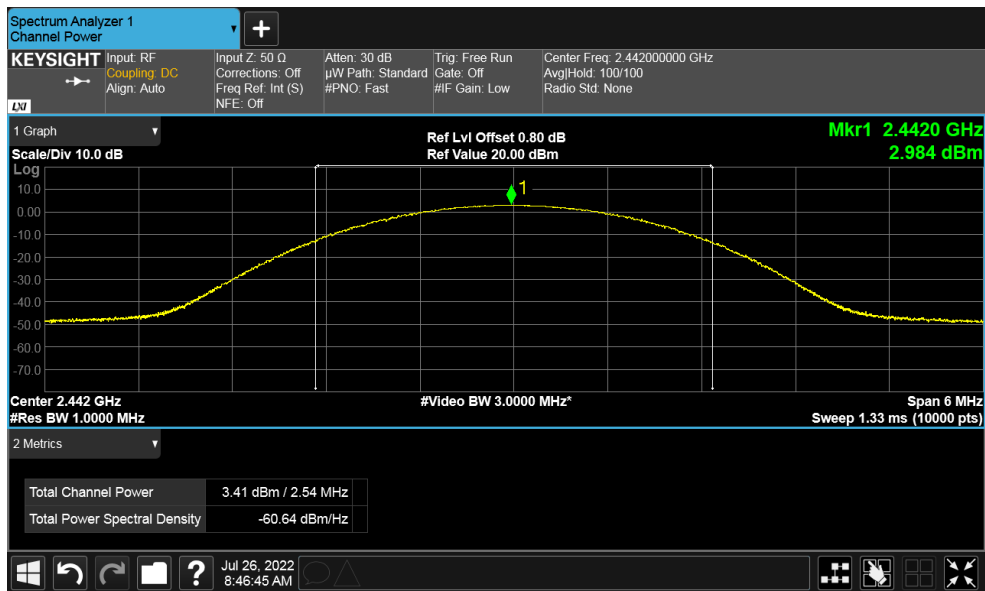 Spectrum Analyzer 1
Channel Power
+
KEYSIGHT
LXI
Input: RF
Coupling: DC
Align: Auto
Input Z: 50 Ω
Corrections: Off
Freq Ref: Int (S)
NFE: Off
Atten: 30 dB
µW Path: Standard
#PNO: Fast
Trig: Free Run
Gate: Off
#IF Gain: Low
Center Freq: 2.442000000 GHz
Avg|Hold: 100/100
Radio Std: None
1 Graph
Scale/Div 10.0 dB
Ref Lvl Offset 0.80 dB
Ref Value 20.00 dBm
Mkr1 2.4420 GHz
2.984 dBm
Log
10.0
0.00
-10.0
-20.0
-30.0
-40.0
-50.0
-60.0
-70.0
1
Center 2.442 GHz
#Res BW 1.0000 MHz
#Video BW 3.0000 MHz*
Span 6 MHz
Sweep 1.33 ms (10000 pts)
2 Metrics
Total Channel Power 3.41 dBm / 2.54 MHz
Total Power Spectral Density -60.64 dBm/Hz
?
Jul 26, 2022
8:46:45 AM